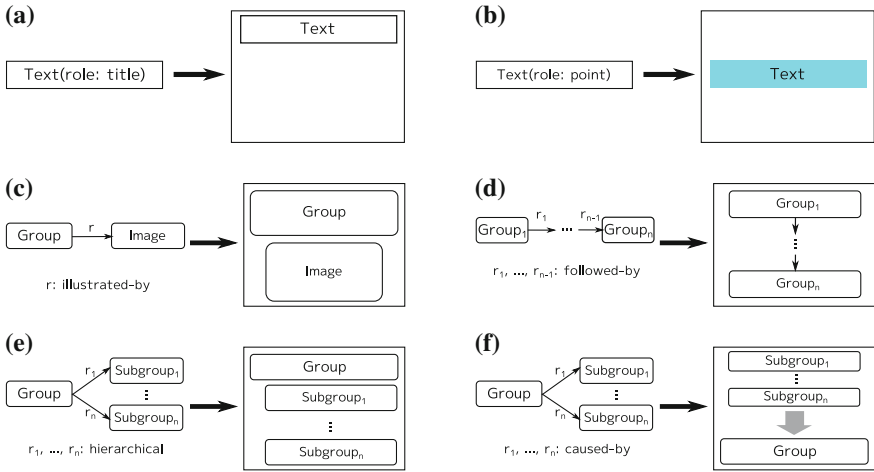 (a)
Text(role: title)
Text
(b)
Text(role: point)
Text
(c)
Group
r
Image
r: illustrated-by
Group
Image
(d)
Group₁
r₁
...
rₙ₋₁
Groupₙ
r₁, ..., rₙ₋₁: followed-by
Group₁
Groupₙ
(e)
Group
r₁
rₙ
Subgroup₁
Subgroupₙ
r₁, ..., rₙ: hierarchical
Group
Subgroup₁
Subgroupₙ
(f)
Group
r₁
rₙ
Subgroup₁
Subgroupₙ
r₁, ..., rₙ: caused-by
Subgroup₁
Subgroupₙ
Group